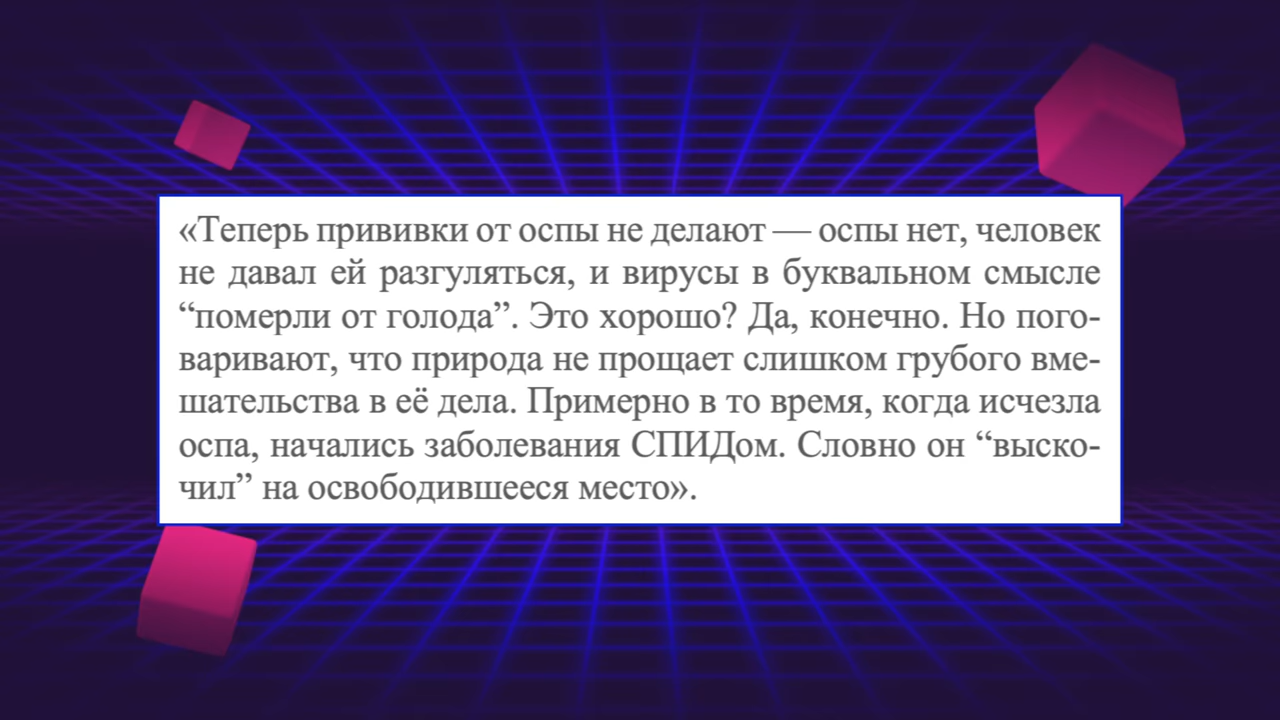 «Теперь прививки от оспы не делают — оспы нет, человек
не давал ей разгуляться, и вирусы в буквальном смысле
“померли от голода”. Это хорошо? Да, конечно. Но пого-
варивают, что природа не прощает слишком грубого вме-
шательства в её дела. Примерно в то время, когда исчезла
оспа, начались заболевания СПИДом. Словно он “выско-
чил” на освободившееся место».